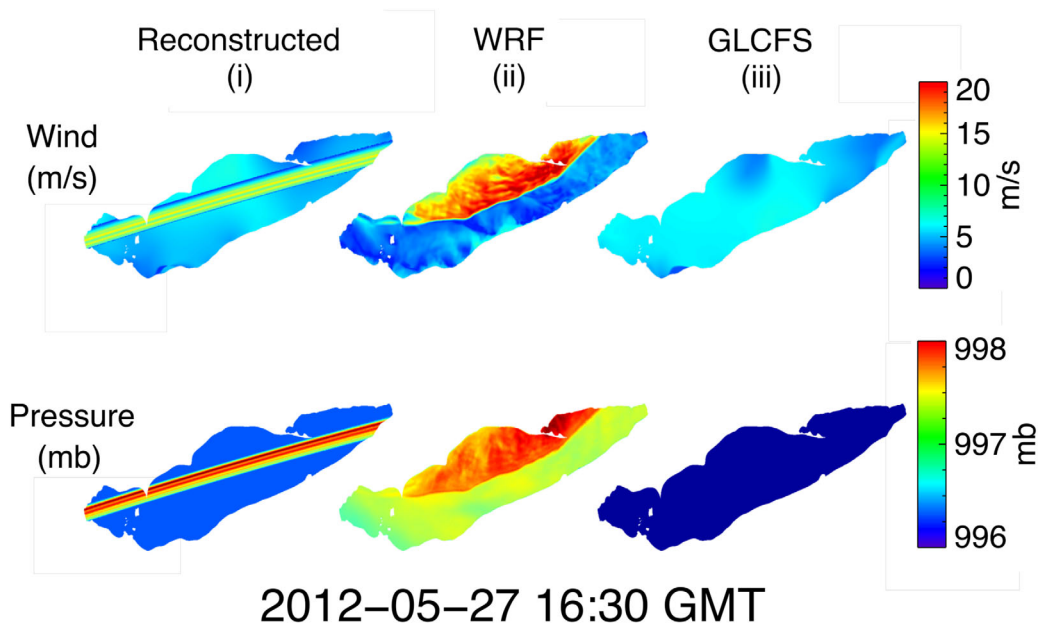 Reconstructed
(i)
WRF
(ii)
GLCFS
(iii)
Wind
(m/s)
20
15
10
5
0
m/s
Pressure
(mb)
998
997
996
mb
2012−05−27 16:30 GMT